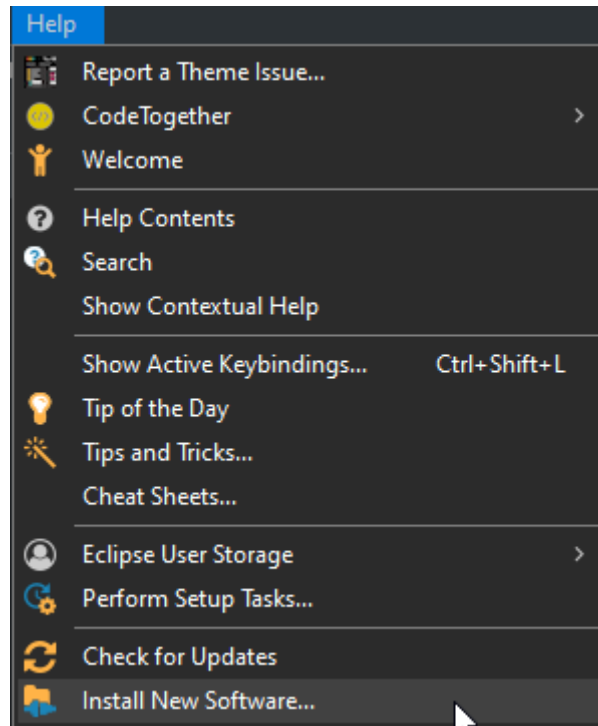 Help
Report a Theme Issue...
CodeTogether
Welcome
Help Contents
Search
Show Contextual Help
Show Active Keybindings... Ctrl+Shift+L
Tip of the Day
Tips and Tricks...
Cheat Sheets...
Eclipse User Storage
Perform Setup Tasks...
Check for Updates
Install New Software...